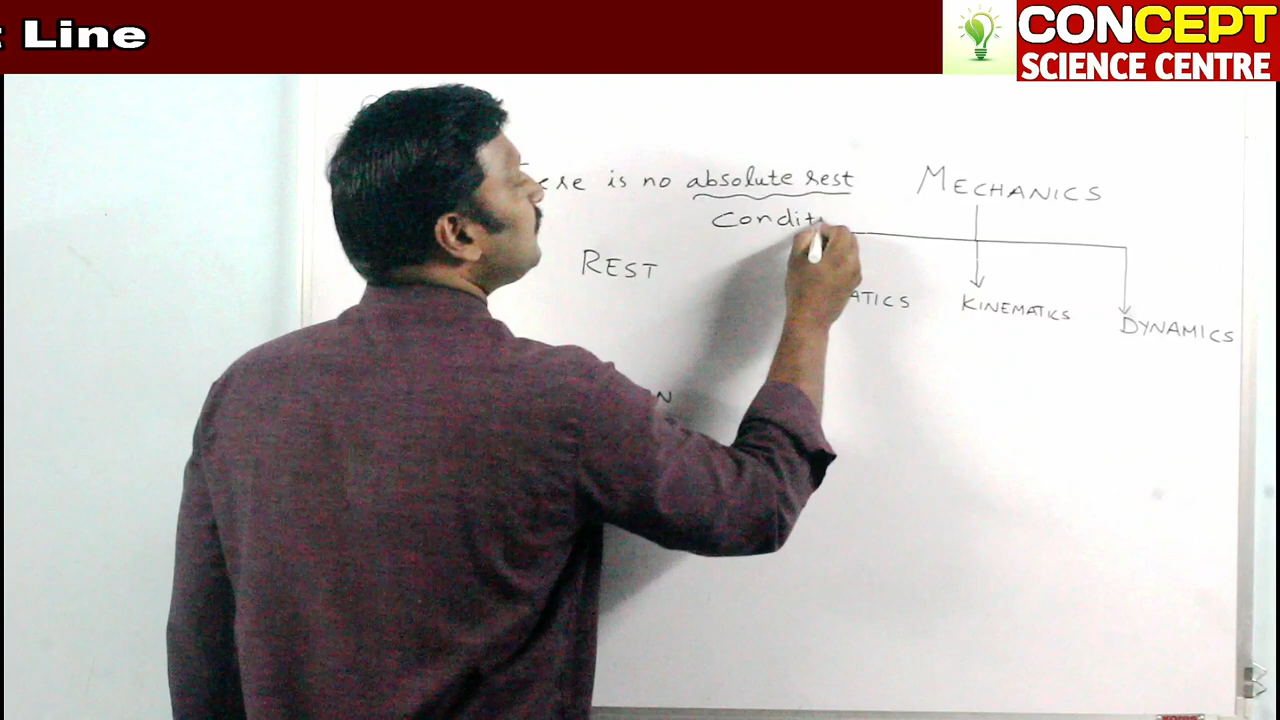 : Line
CONCEPT
SCIENCE CENTRE
ere is no absolute rest
Condit
REST
N
MECHANICS
ATICS
KINEMATICS
DYNAMICS